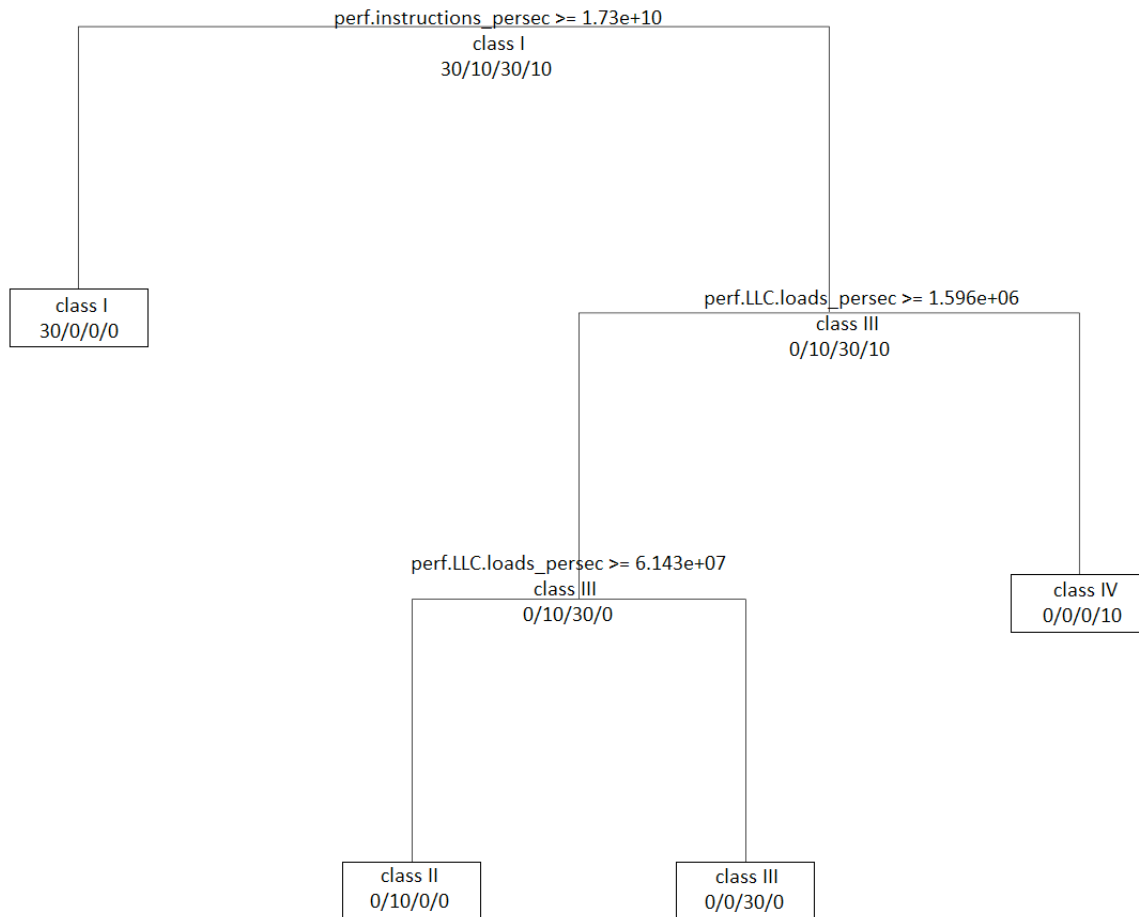 perf.instructions_persec >= 1.73e+10
class I
30/10/30/10
class I
30/0/0/0
perf.LLC.loads_persec >= 1.596e+06
class III
0/10/30/10
perf.LLC.loads_persec >= 6.143e+07
class III
0/10/30/0
class IV
0/0/0/10
class II
0/10/0/0
class III
0/0/30/0